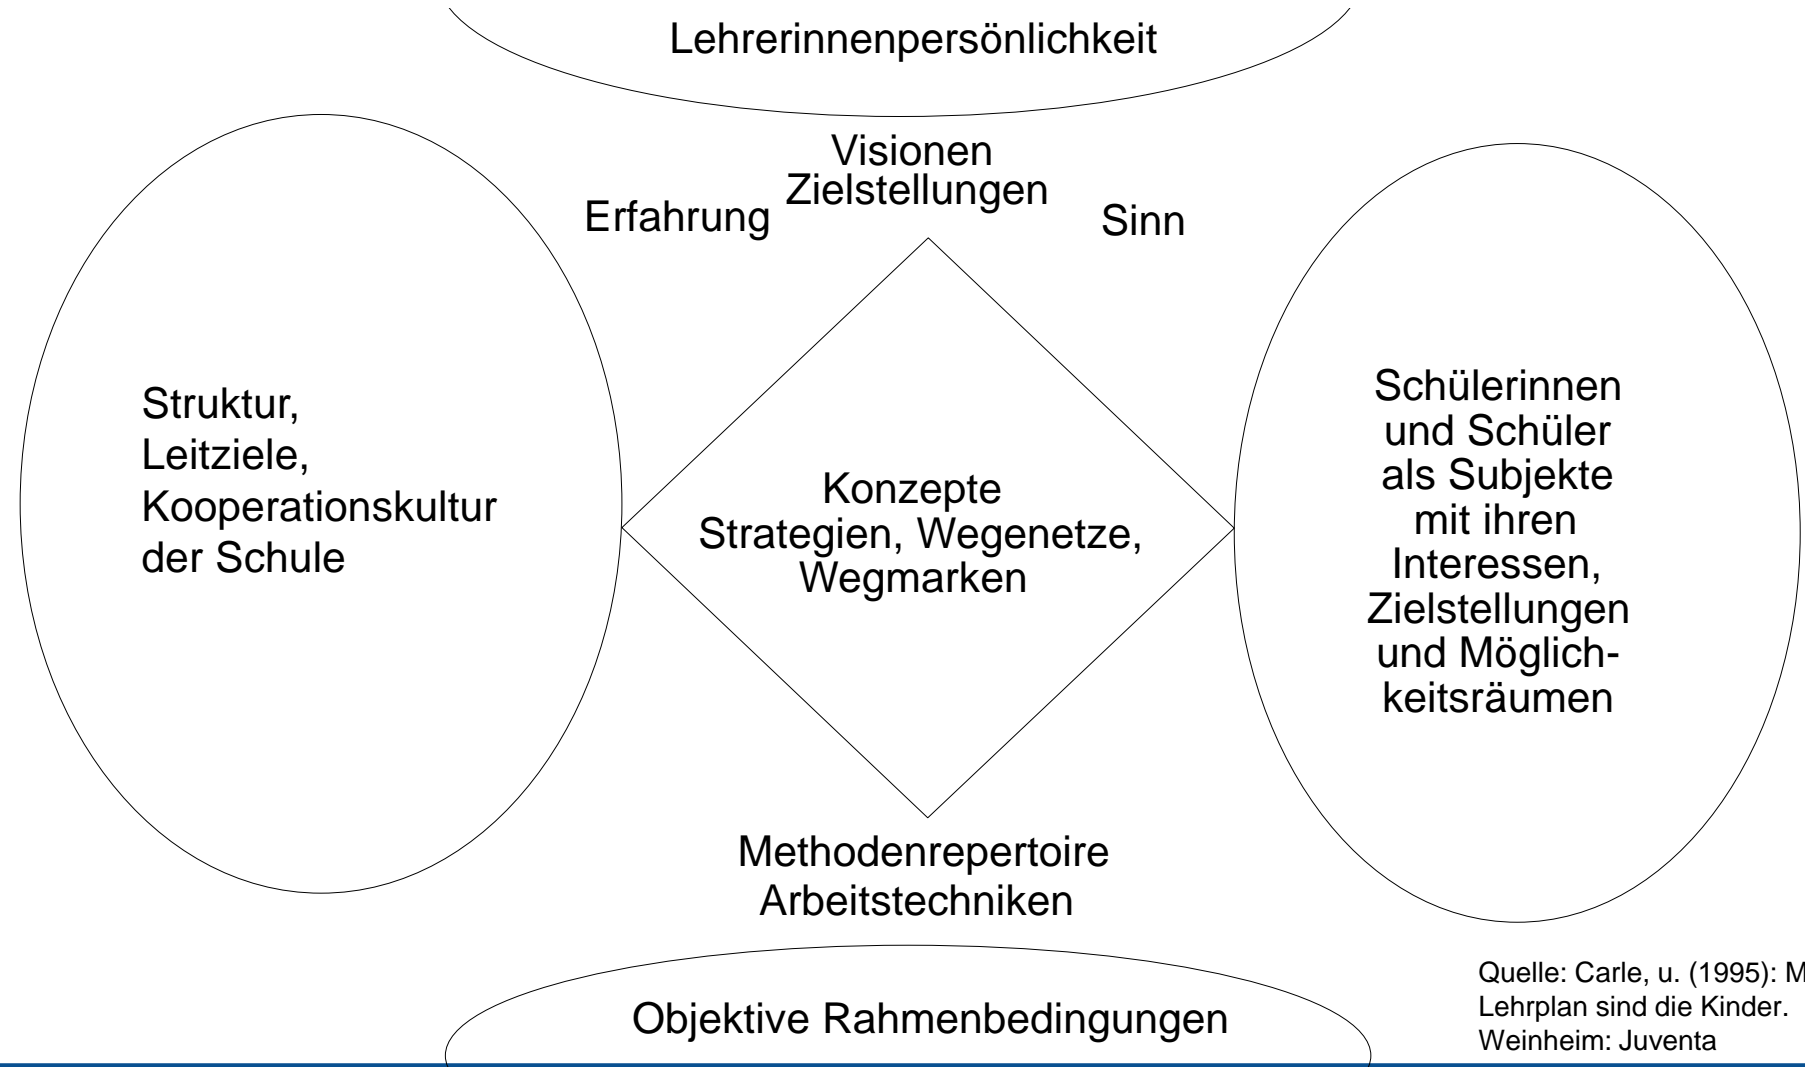 Lehrerinnenpersönlichkeit
Visionen
Zielstellungen
Erfahrung
Sinn
Struktur,
Leitziele,
Kooperationskultur
der Schule
Konzepte
Strategien, Wegenetze,
Wegmarken
Schülerinnen
und Schüler
als Subjekte
mit ihren
Interessen,
Zielstellungen
und Möglich-
keitsräumen
Methodenrepertoire
Arbeitstechniken
Objektive Rahmenbedingungen
Quelle: Carle, u. (1995): M
Lehrplan sind die Kinder.
Weinheim: Juventa